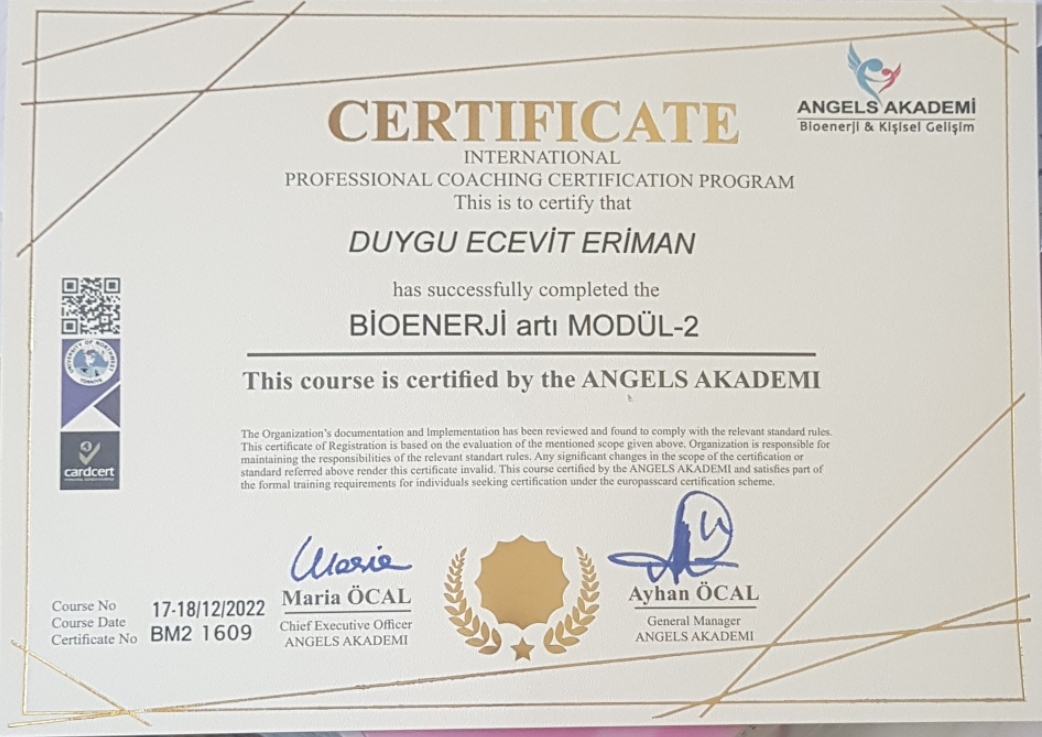 ANGELS AKADEMİ
Bioenerji & Kişisel Gelişim
CERTIFICATE
INTERNATIONAL
PROFESSIONAL COACHING CERTIFICATION PROGRAM
This is to certify that
DUYGU ECEVİT ERİMAN
has successfully completed the
BİOENERJİ artı MODÜL-2
This course is certified by the ANGELS AKADEMI
UNIVERSITY OF NORTHWEST
cardcert
The Organization's documentation and Implementation has been reviewed and found to comply with the relevant standard rules.
This certificate of Registration is based on the evaluation of the mentioned scope given above. Organization is responsible for
maintaining the responsibilities of the relevant standart rules. Any significant changes in the scope of the certification or
standard referred above render this certificate invalid. This course certified by the ANGELS AKADEMI and satisfies part of
the formal training requirements for individuals seeking certification under the europasscard certification scheme.
Maria
Maria ÖCAL
Chief Executive Officer
ANGELS AKADEMI
Ayhan ÖCAL
General Manager
ANGELS AKADEMI
Course No
Course Date 17-18/12/2022
Certificate No BM2 1609